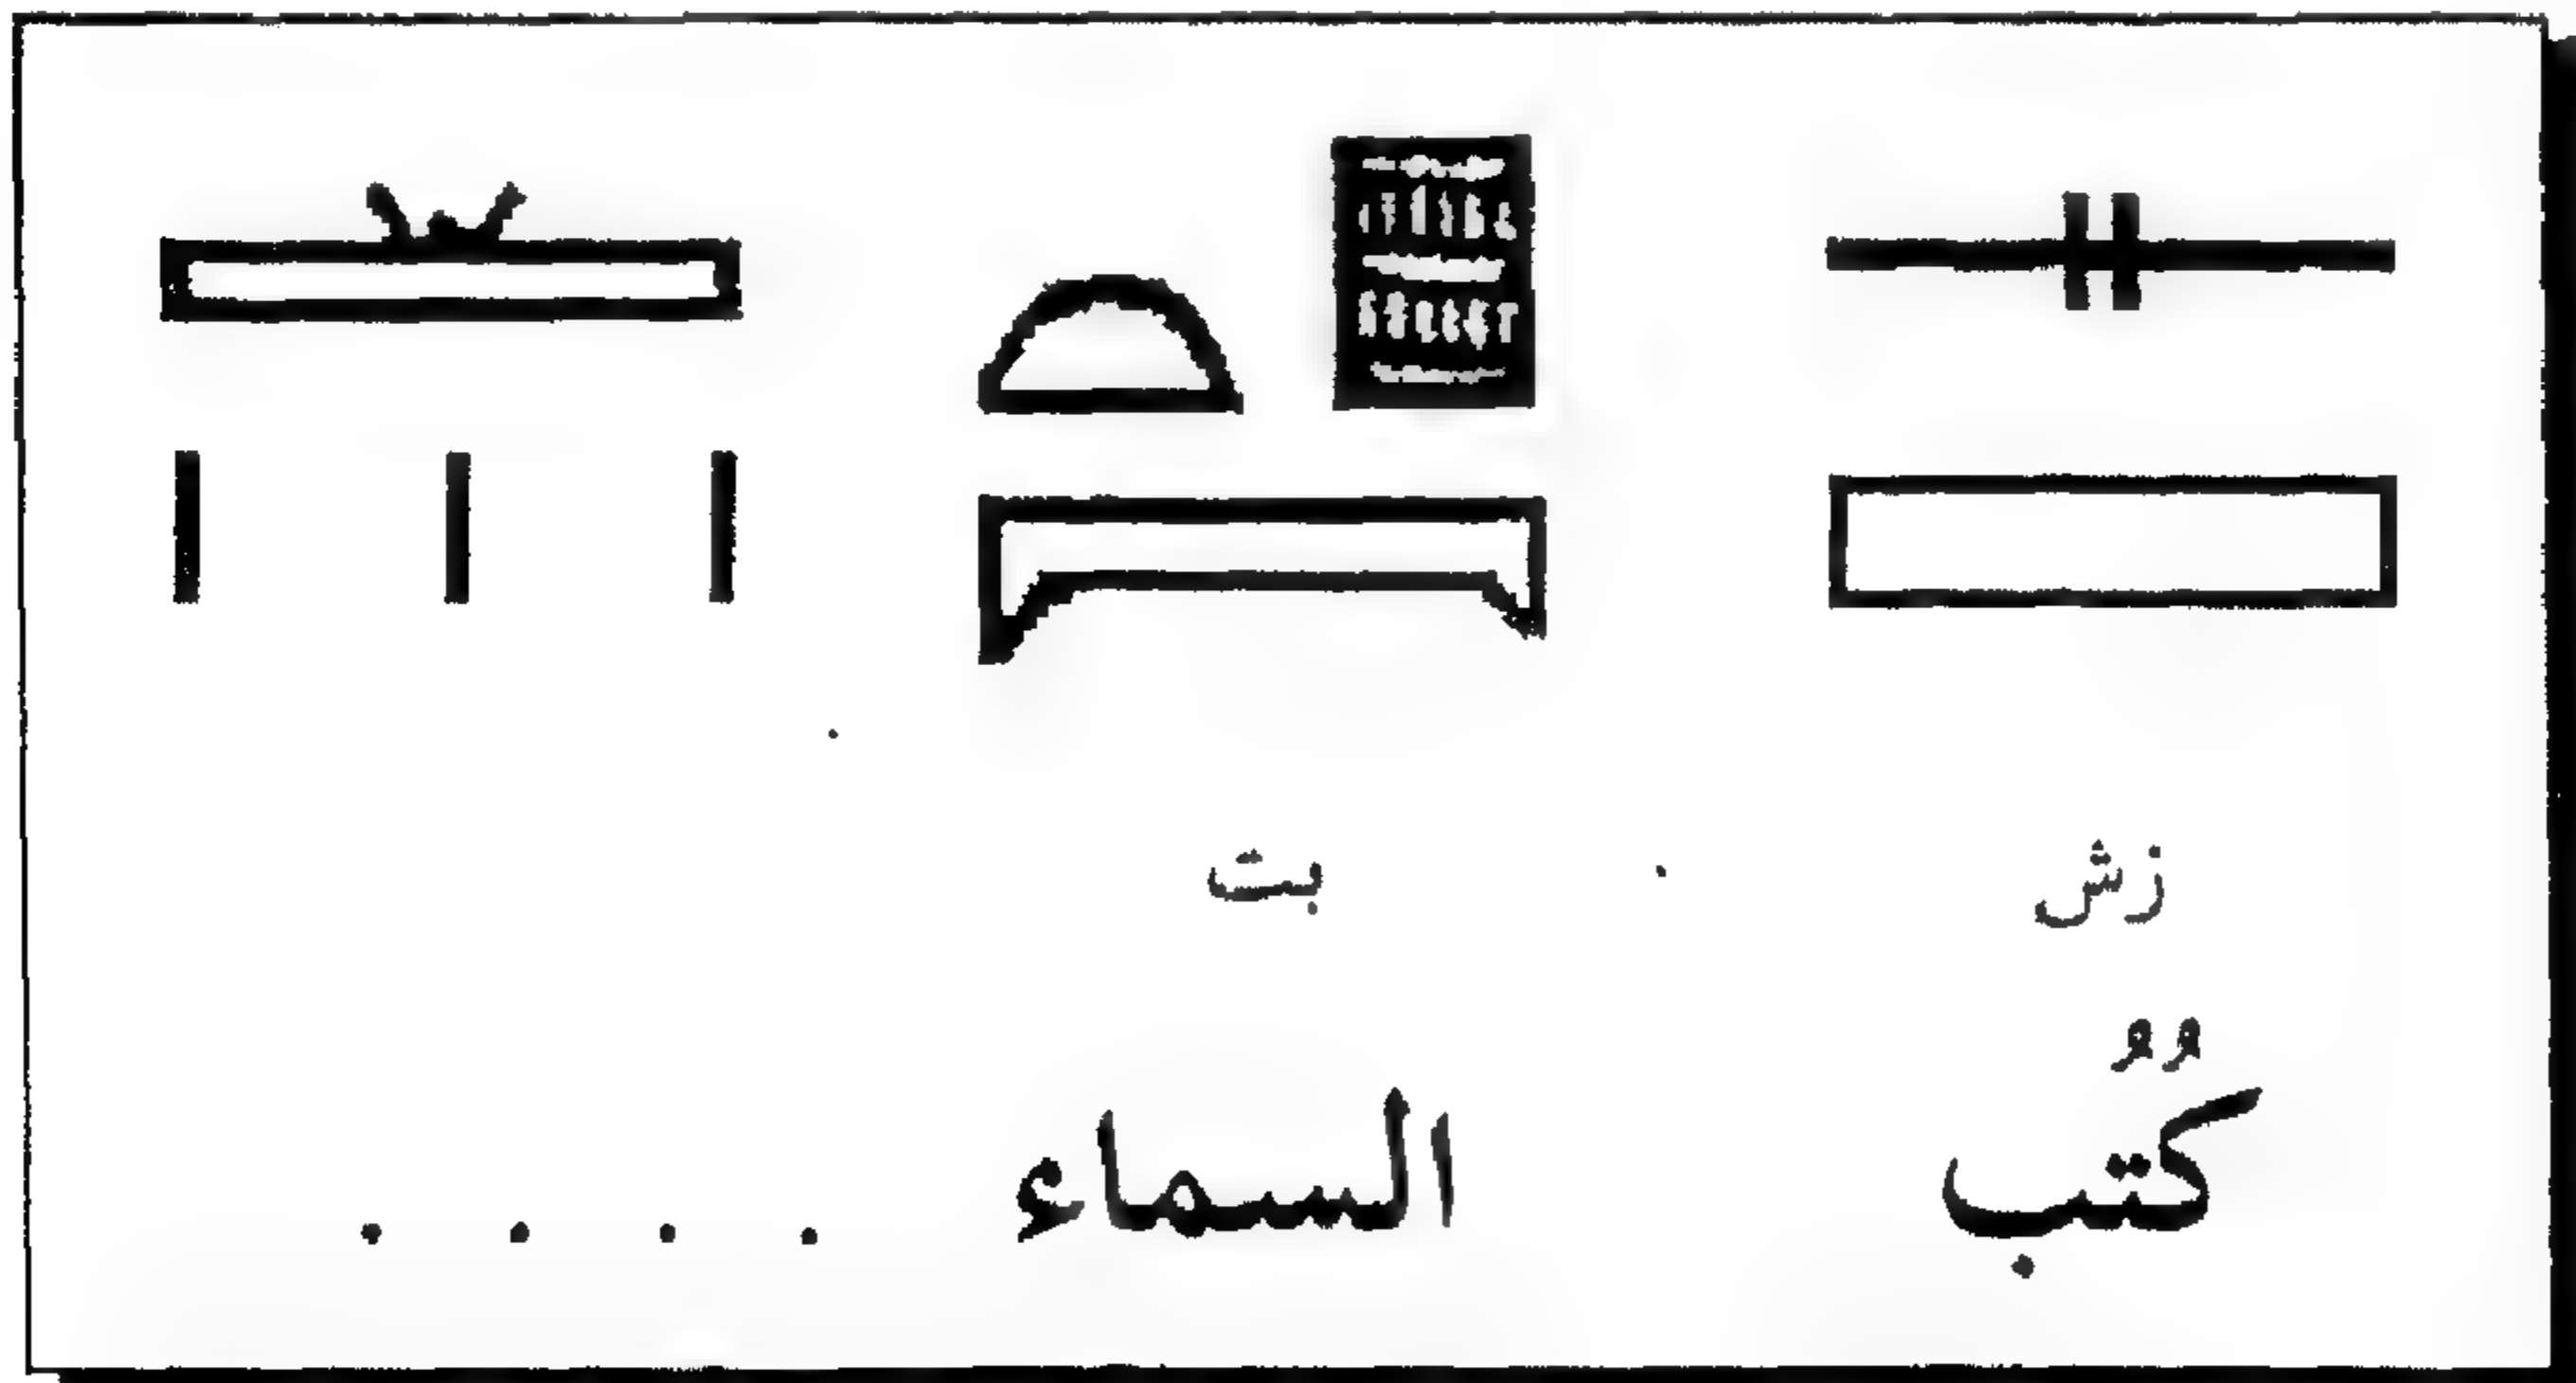 𓊃 𓊪 𓏏 𓏛
𓈙 𓇯 𓏥
زش بت
كُتُب السماء . . . .